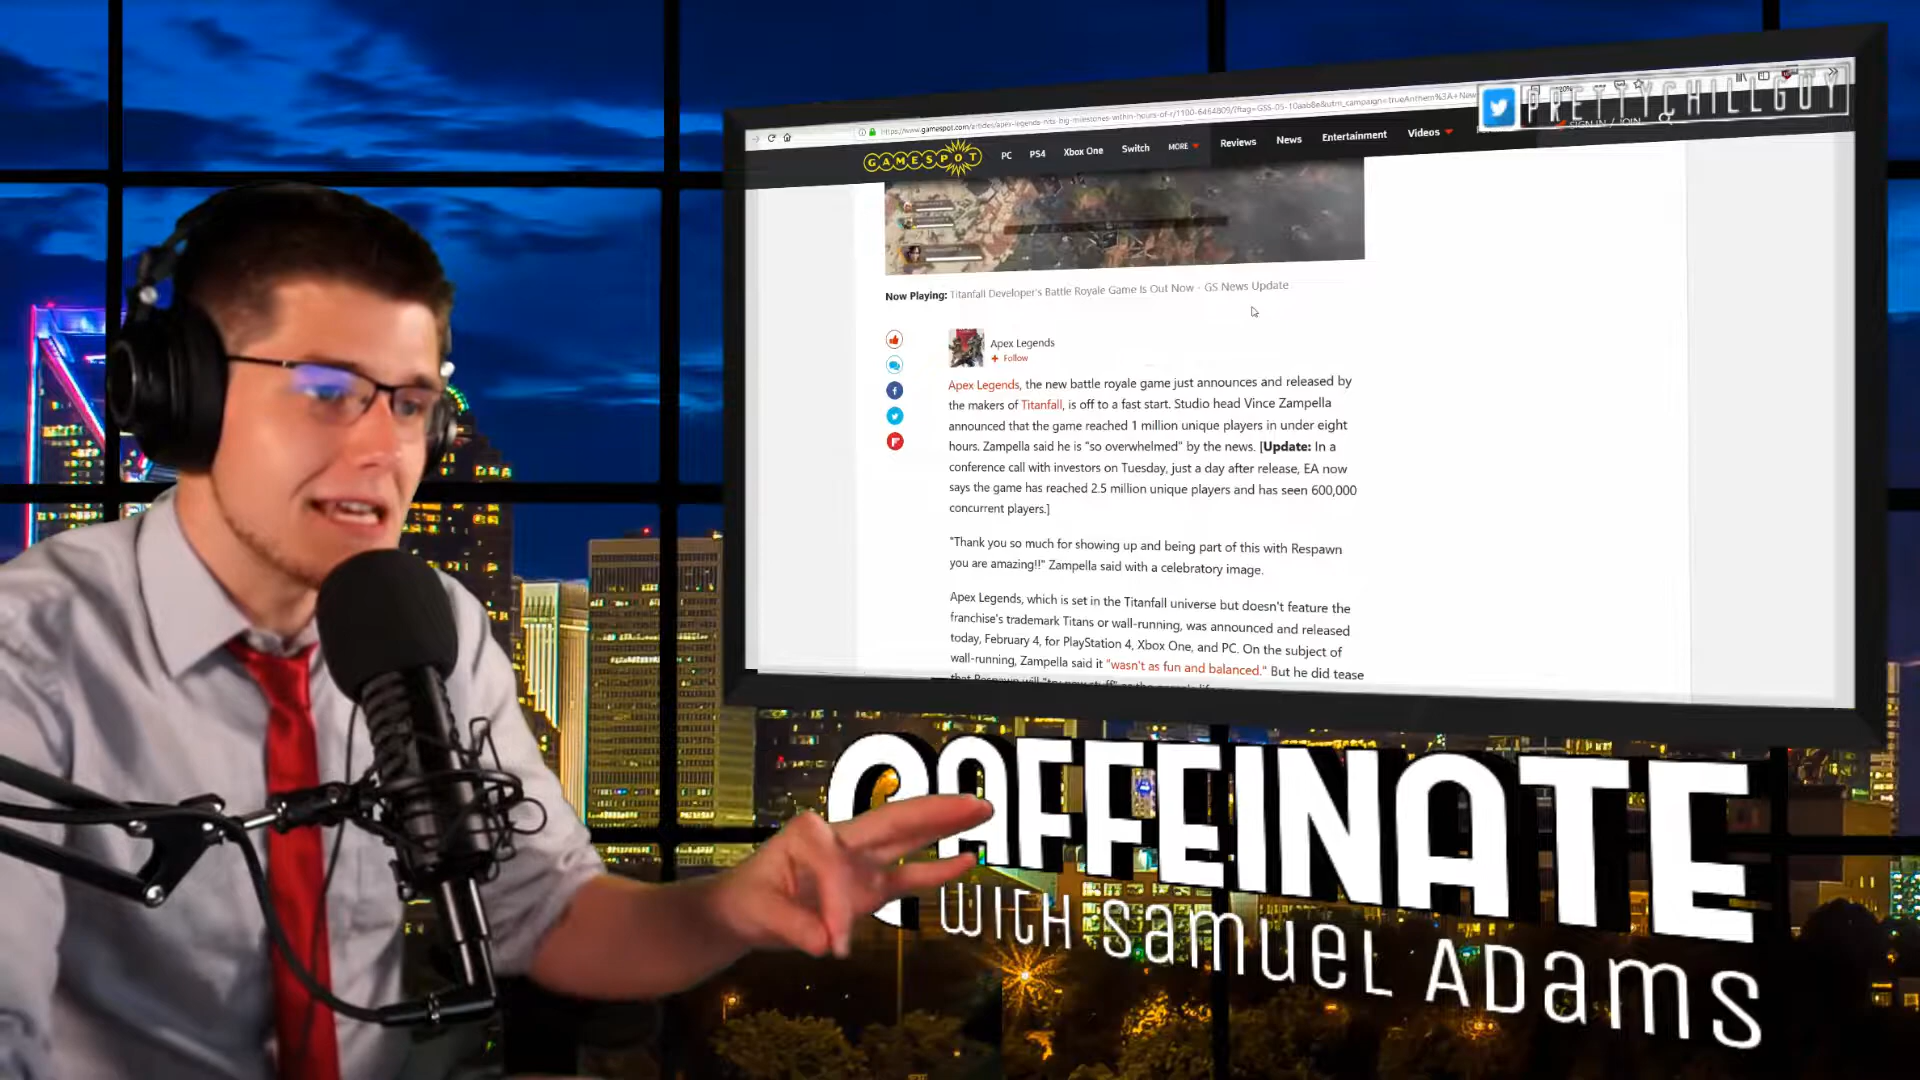 PRETTYCHILLGUY
GAMESPOT
PC PS4 Xbox One Switch MORE Reviews News Entertainment Videos
SIGN IN / JOIN
Now Playing: Titanfall Developer's Battle Royale Game Is Out Now - GS News Update
Apex Legends
+ Follow
Apex Legends, the new battle royale game just announces and released by
the makers of Titanfall, is off to a fast start. Studio head Vince Zampella
announced that the game reached 1 million unique players in under eight
hours. Zampella said he is "so overwhelmed" by the news. [Update: In a
conference call with investors on Tuesday, just a day after release, EA now
says the game has reached 2.5 million unique players and has seen 600,000
concurrent players.]
"Thank you so much for showing up and being part of this with Respawn
you are amazing!!" Zampella said with a celebratory image.
Apex Legends, which is set in the Titanfall universe but doesn't feature the
franchise's trademark Titans or wall-running, was announced and released
today, February 4, for PlayStation 4, Xbox One, and PC. On the subject of
wall-running, Zampella said it "wasn't as fun and balanced." But he did tease
CAFFEINATE
WITH SAMUEL ADAMS